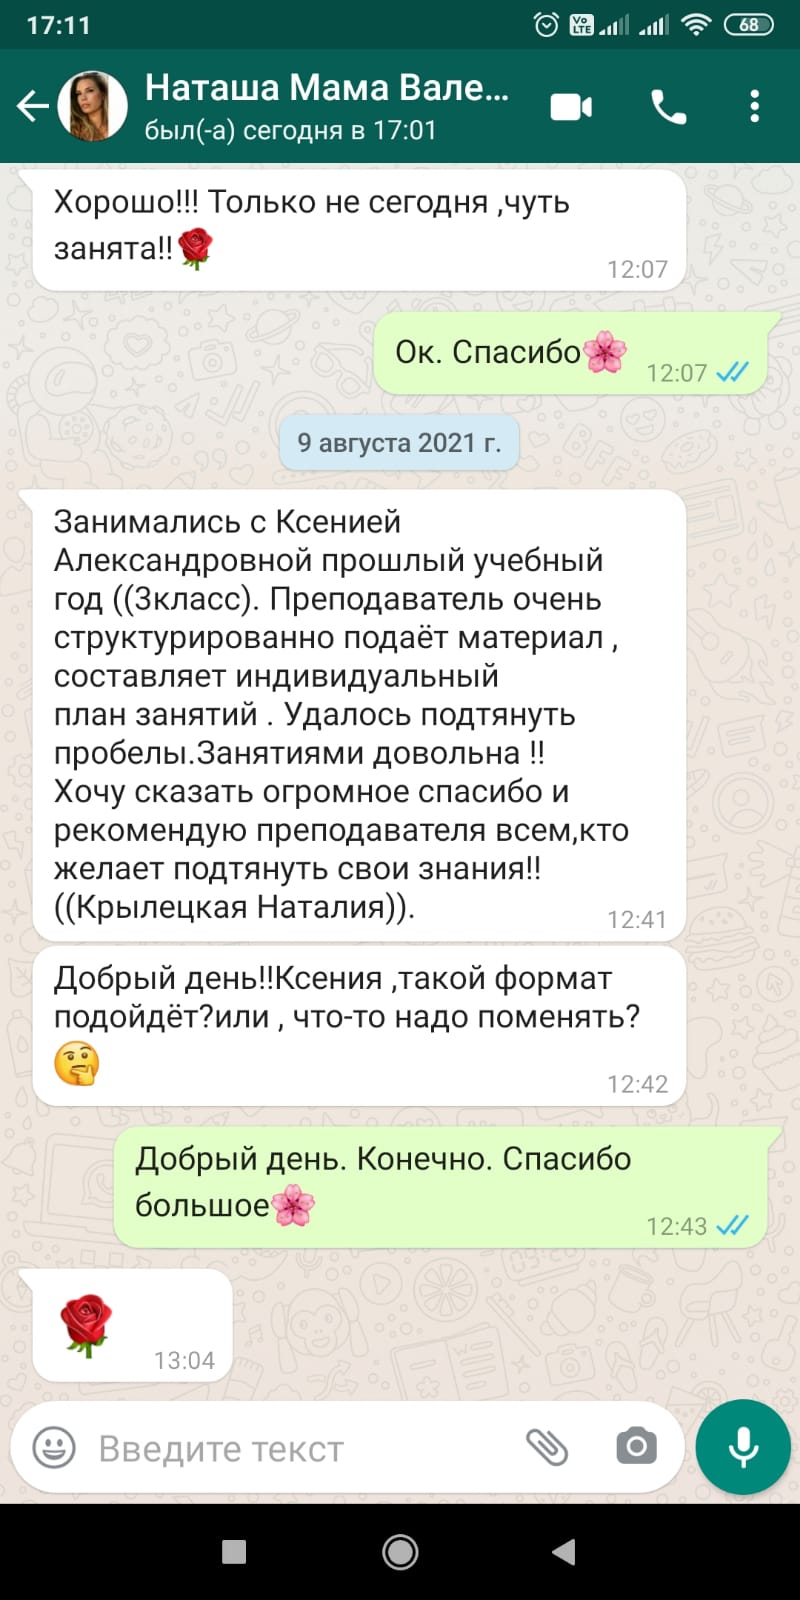 17:11
Vo LTE
68
Наташа Мама Вале...
был(-а) сегодня в 17:01
Хорошо!!! Только не сегодня ,чуть
занята!!🌹
12:07
Ок. Спасибо🌸
12:07
9 августа 2021 г.
Занимались с Ксенией
Александровной прошлый учебный
год ((3класс). Преподаватель очень
структурированно подаёт материал ,
составляет индивидуальный
план занятий . Удалось подтянуть
пробелы.Занятиями довольна !!
Хочу сказать огромное спасибо и
рекомендую преподавателя всем,кто
желает подтянуть свои знания!!
((Крылецкая Наталия)).
12:41
Добрый день!!Ксения ,такой формат
подойдёт?или , что-то надо поменять?
🤔
12:42
Добрый день. Конечно. Спасибо
большое🌸
12:43
🌹
13:04
Введите текст